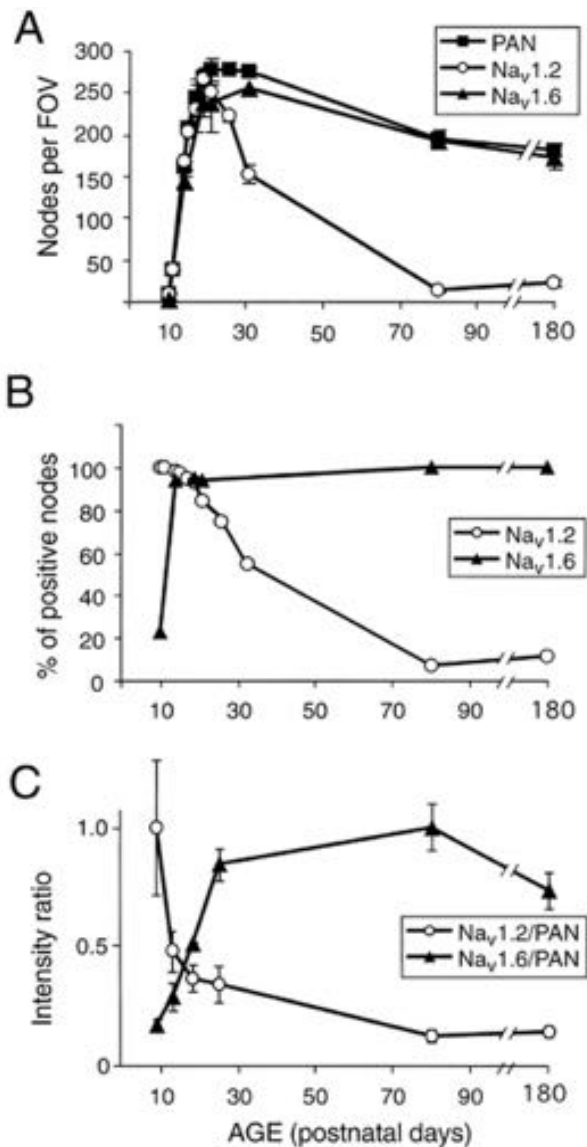 A
PAN
Nav1.2
Nav1.6
Nodes per FOV
300
250
200
150
100
50
10 30 50 70 90 180
B
% of positive nodes
100
80
60
40
20
0
Nav1.2
Nav1.6
10 30 50 70 90 180
C
Intensity ratio
1.0
0.5
0
Nav1.2/PAN
Nav1.6/PAN
10 30 50 70 90 180
AGE (postnatal days)